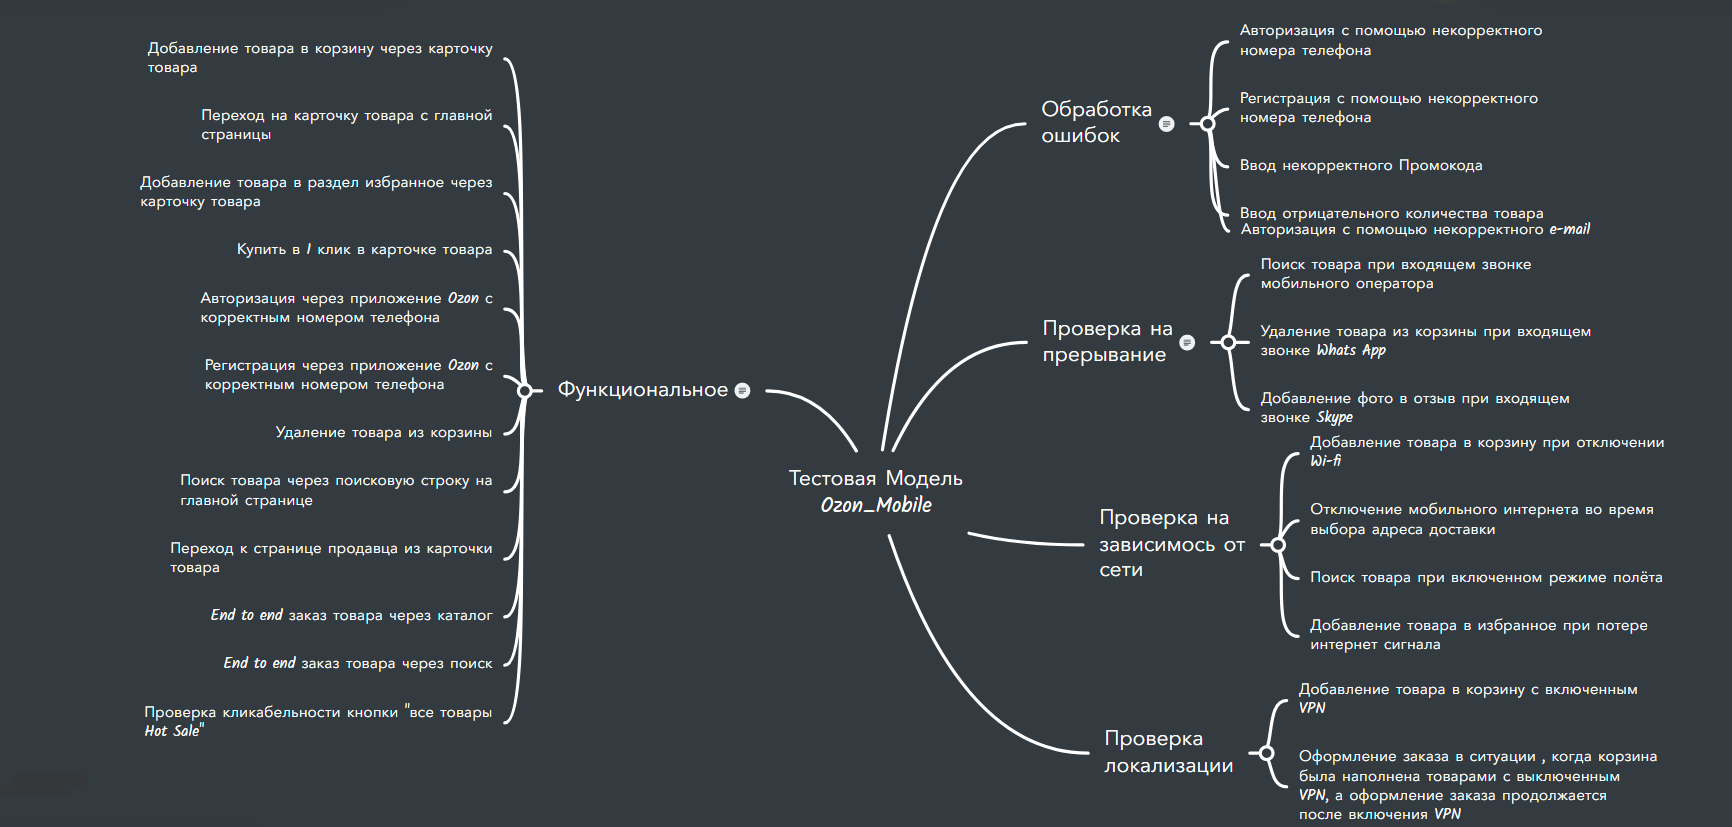 Добавление товара в корзину через карточку
товара
Переход на карточку товара с главной
страницы
Добавление товара в раздел избранное через
карточку товара
Купить в 1 клик в карточке товара
Авторизация через приложение Ozon с
корректным номером телефона
Регистрация через приложение Ozon с
корректным номером телефона
Удаление товара из корзины
Поиск товара через поисковую строку на
главной странице
Переход к странице продавца из карточки
товара
End to end заказ товара через каталог
End to end заказ товара через поиск
Проверка кликабельности кнопки "все товары
Hot Sale"
Функциональное
Тестовая Модель
Ozon_Mobile
Обработка
ошибок
Авторизация с помощью некорректного
номера телефона
Регистрация с помощью некорректного
номера телефона
Ввод некорректного Промокода
Ввод отрицательного количества товара
Авторизация с помощью некорректного e-mail
Проверка на
прерывание
Поиск товара при входящем звонке
мобильного оператора
Удаление товара из корзины при входящем
звонке Whats App
Добавление фото в отзыв при входящем
звонке Skype
Проверка на
зависимось от
сети
Добавление товара в корзину при отключении
Wi-fi
Отключение мобильного интернета во время
выбора адреса доставки
Поиск товара при включенном режиме полёта
Добавление товара в избранное при потере
интернет сигнала
Проверка
локализации
Добавление товара в корзину с включенным
VPN
Оформление заказа в ситуации , когда корзина
была наполнена товарами с выключенным
VPN, а оформление заказа продолжается
после включения VPN